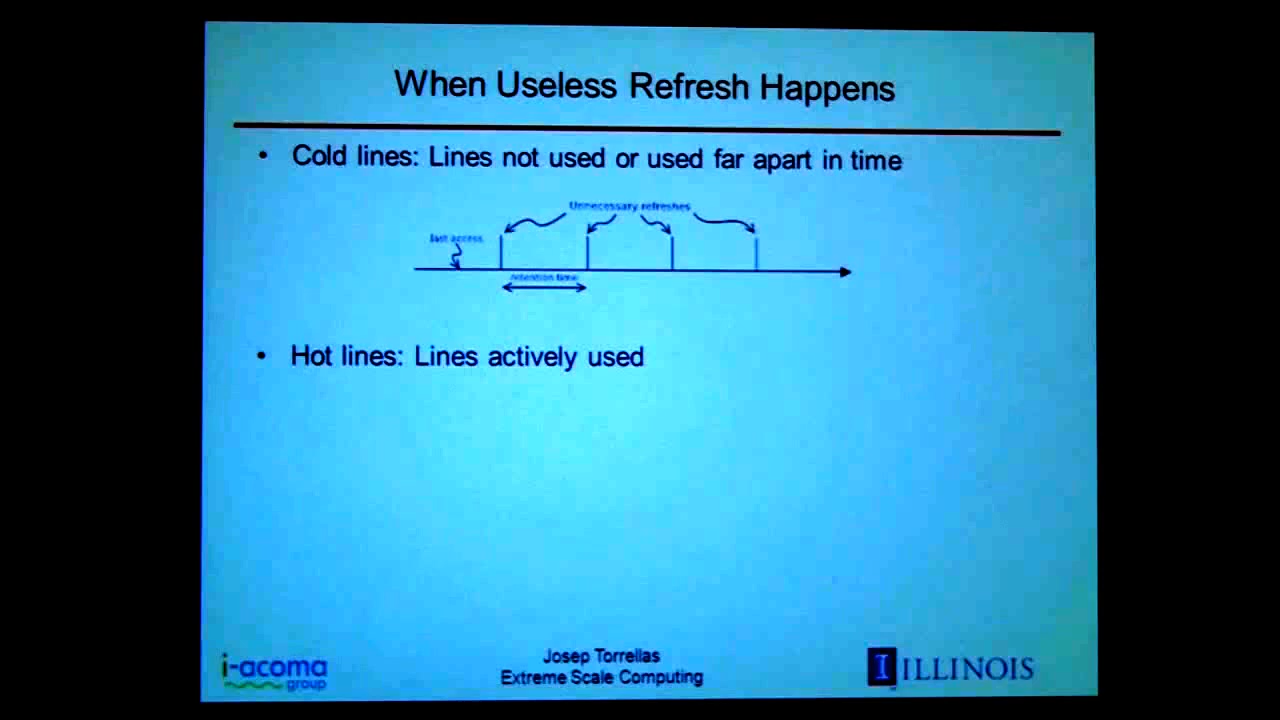 When Useless Refresh Happens
• Cold lines: Lines not used or used far apart in time
Unnecessary refreshes
last access
retention time
• Hot lines: Lines actively used
i-acoma
group
Josep Torrellas
Extreme Scale Computing
I ILLINOIS